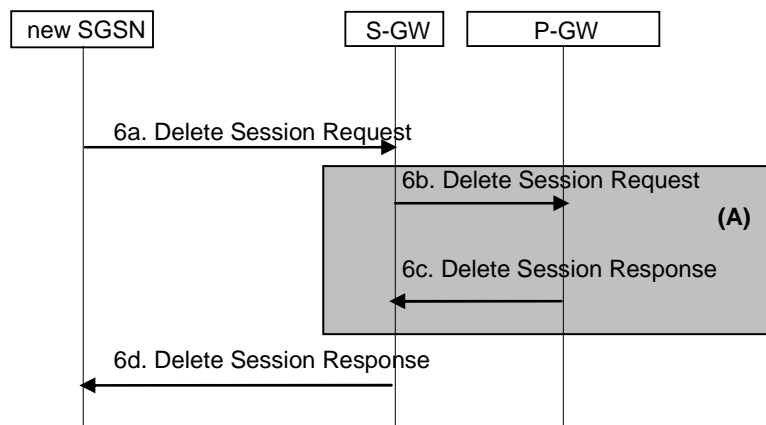 new SGSN
S-GW
P-GW
6a. Delete Session Request
6b. Delete Session Request
(A)
6c. Delete Session Response
6d. Delete Session Response